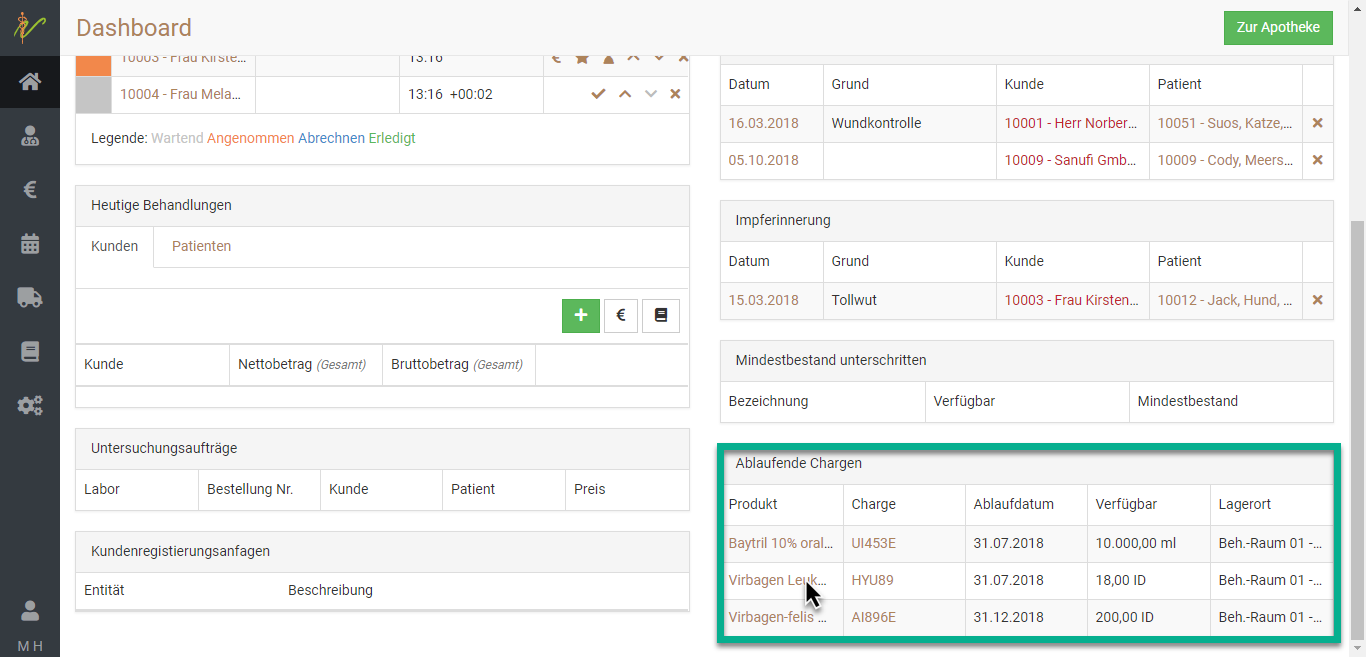 Dashboard
Zur Apotheke
10003 - Frau Kirste...
13:16
10004 - Frau Mela...
13:16 +00:02
Legende: Wartend Angenommen Abrechnen Erledigt
Heutige Behandlungen
Kunden Patienten
+ €
Kunde Nettobetrag (Gesamt) Bruttobetrag (Gesamt)
Untersuchungsaufträge
Labor Bestellung Nr. Kunde Patient Preis
Kundenregistierungsanfagen
Entität Beschreibung
Datum Grund Kunde Patient
16.03.2018 Wundkontrolle 10001 - Herr Norber... 10051 - Suos, Katze,...
05.10.2018 10009 - Sanufi Gmb... 10009 - Cody, Meers...
Impferinnerung
Datum Grund Kunde Patient
15.03.2018 Tollwut 10003 - Frau Kirsten... 10012 - Jack, Hund, ...
Mindestbestand unterschritten
Bezeichnung Verfügbar Mindestbestand
Ablaufende Chargen
Produkt Charge Ablaufdatum Verfügbar Lagerort
Baytril 10% oral... UI453E 31.07.2018 10.000,00 ml Beh.-Raum 01 -...
Virbagen Leuk... HYU89 31.07.2018 18,00 ID Beh.-Raum 01 -...
Virbagen-felis ... AI896E 31.12.2018 200,00 ID Beh.-Raum 01 -...
M H